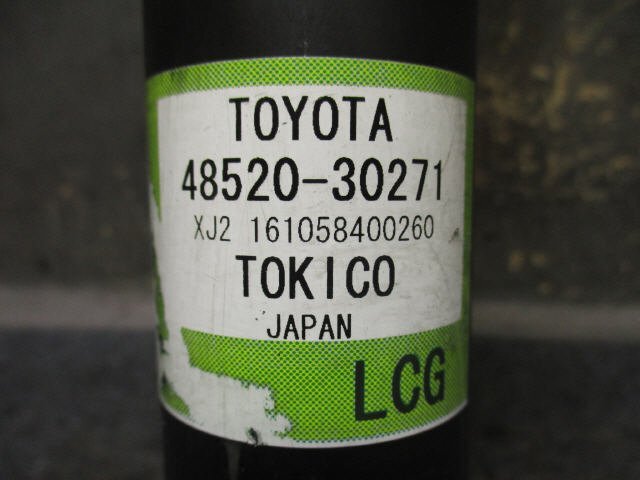 TOYOTA
48520-30271
XJ2 161058400260
TOKICO
JAPAN
LCG